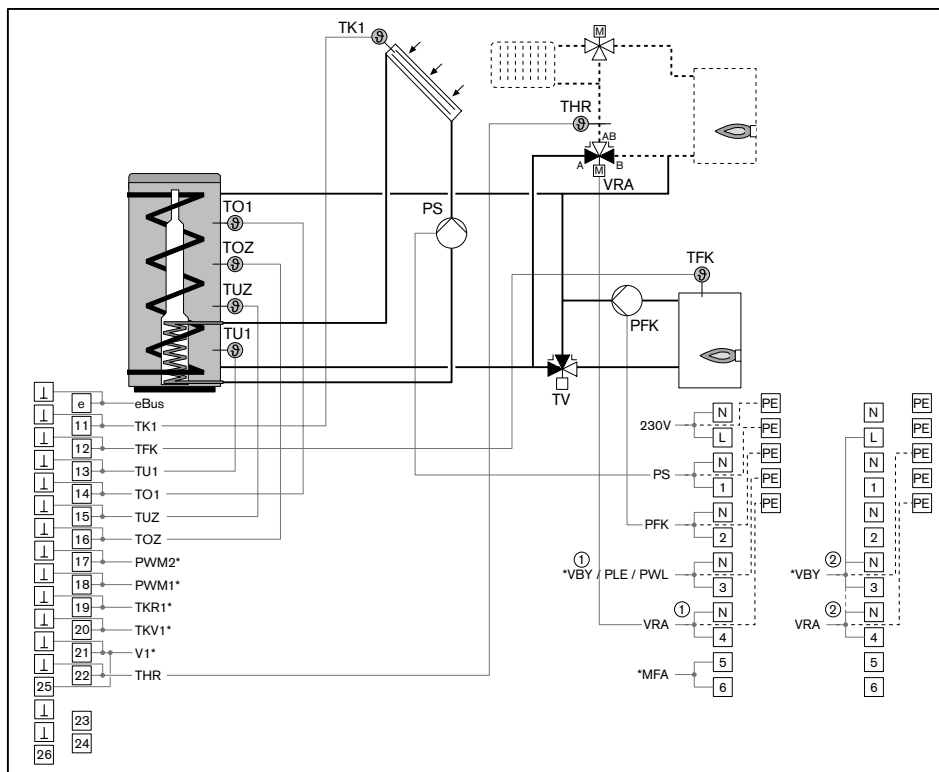 TK1
ϑ
M
THR
ϑ
AB
A
B
M
VRA
TO1
ϑ
PS
TOZ
ϑ
TFK
ϑ
TUZ
ϑ
PFK
TU1
ϑ
TV
⊥
e
eBus
⊥
11
TK1
⊥
12
TFK
⊥
13
TU1
⊥
14
TO1
⊥
15
TUZ
⊥
16
TOZ
⊥
17
PWM2*
⊥
18
PWM1*
⊥
19
TKR1*
⊥
20
TKV1*
⊥
21
V1*
⊥
22
THR
25
⊥
23
⊥
24
26
230V
N
L
PE
PS
N
1
PE
PFK
N
2
PE
①
*VBY / PLE / PWL
N
3
PE
VRA
①
N
4
PE
*MFA
5
6
N
L
PE
N
1
PE
N
2
PE
②
*VBY
N
3
PE
②
VRA
N
4
PE
5
6